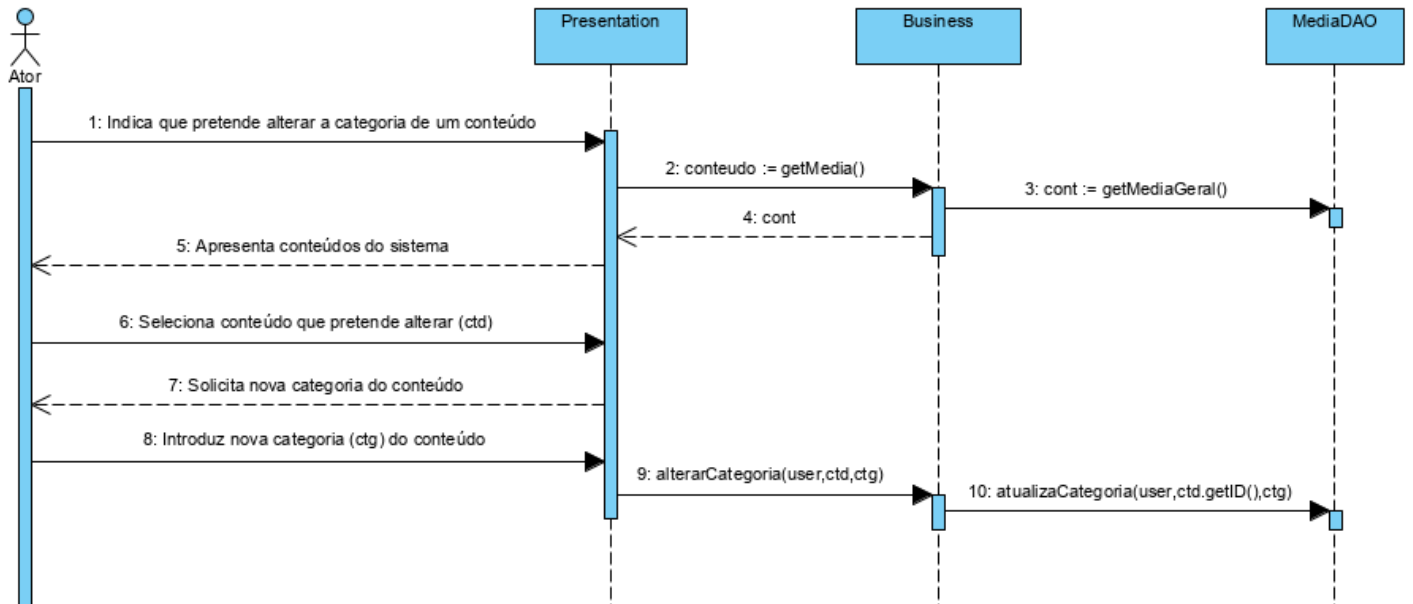 Presentation
Business
MediaDAO
Ator
1: Indica que pretende alterar a categoria de um conteúdo
2: conteudo := getMedia()
3: cont := getMediaGeral()
4: cont
5: Apresenta conteúdos do sistema
6: Seleciona conteúdo que pretende alterar (ctd)
7: Solicita nova categoria do conteúdo
8: Introduz nova categoria (ctg) do conteúdo
9: alterarCategoria(user,ctd,ctg)
10: atualizaCategoria(user,ctd.getID(),ctg)